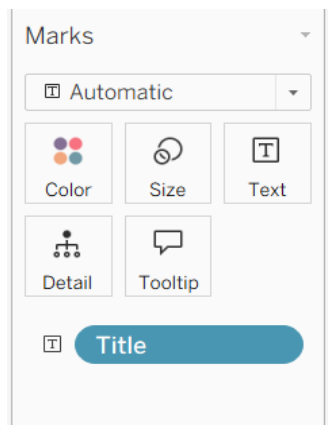 Marks
Automatic
Color Size Text
Detail Tooltip
Title